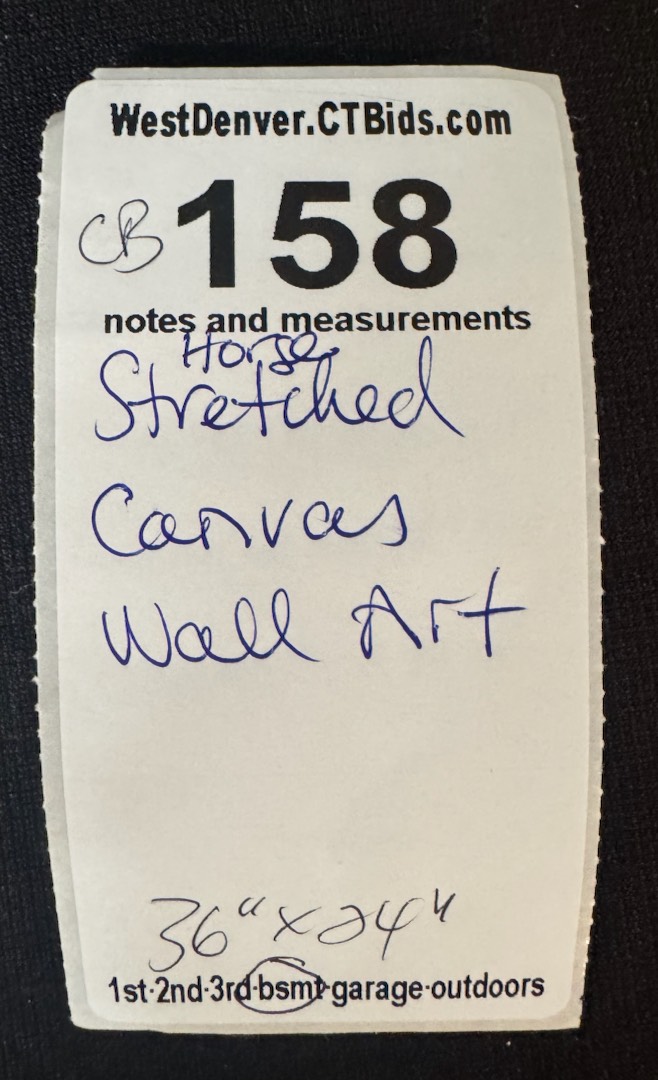 WestDenver.CTBids.com
CB 158
notes and measurements
Horse
Stretched
Canvas
Wall Art
36" x 24"
1st·2nd·3rd·bsmt·garage·outdoors